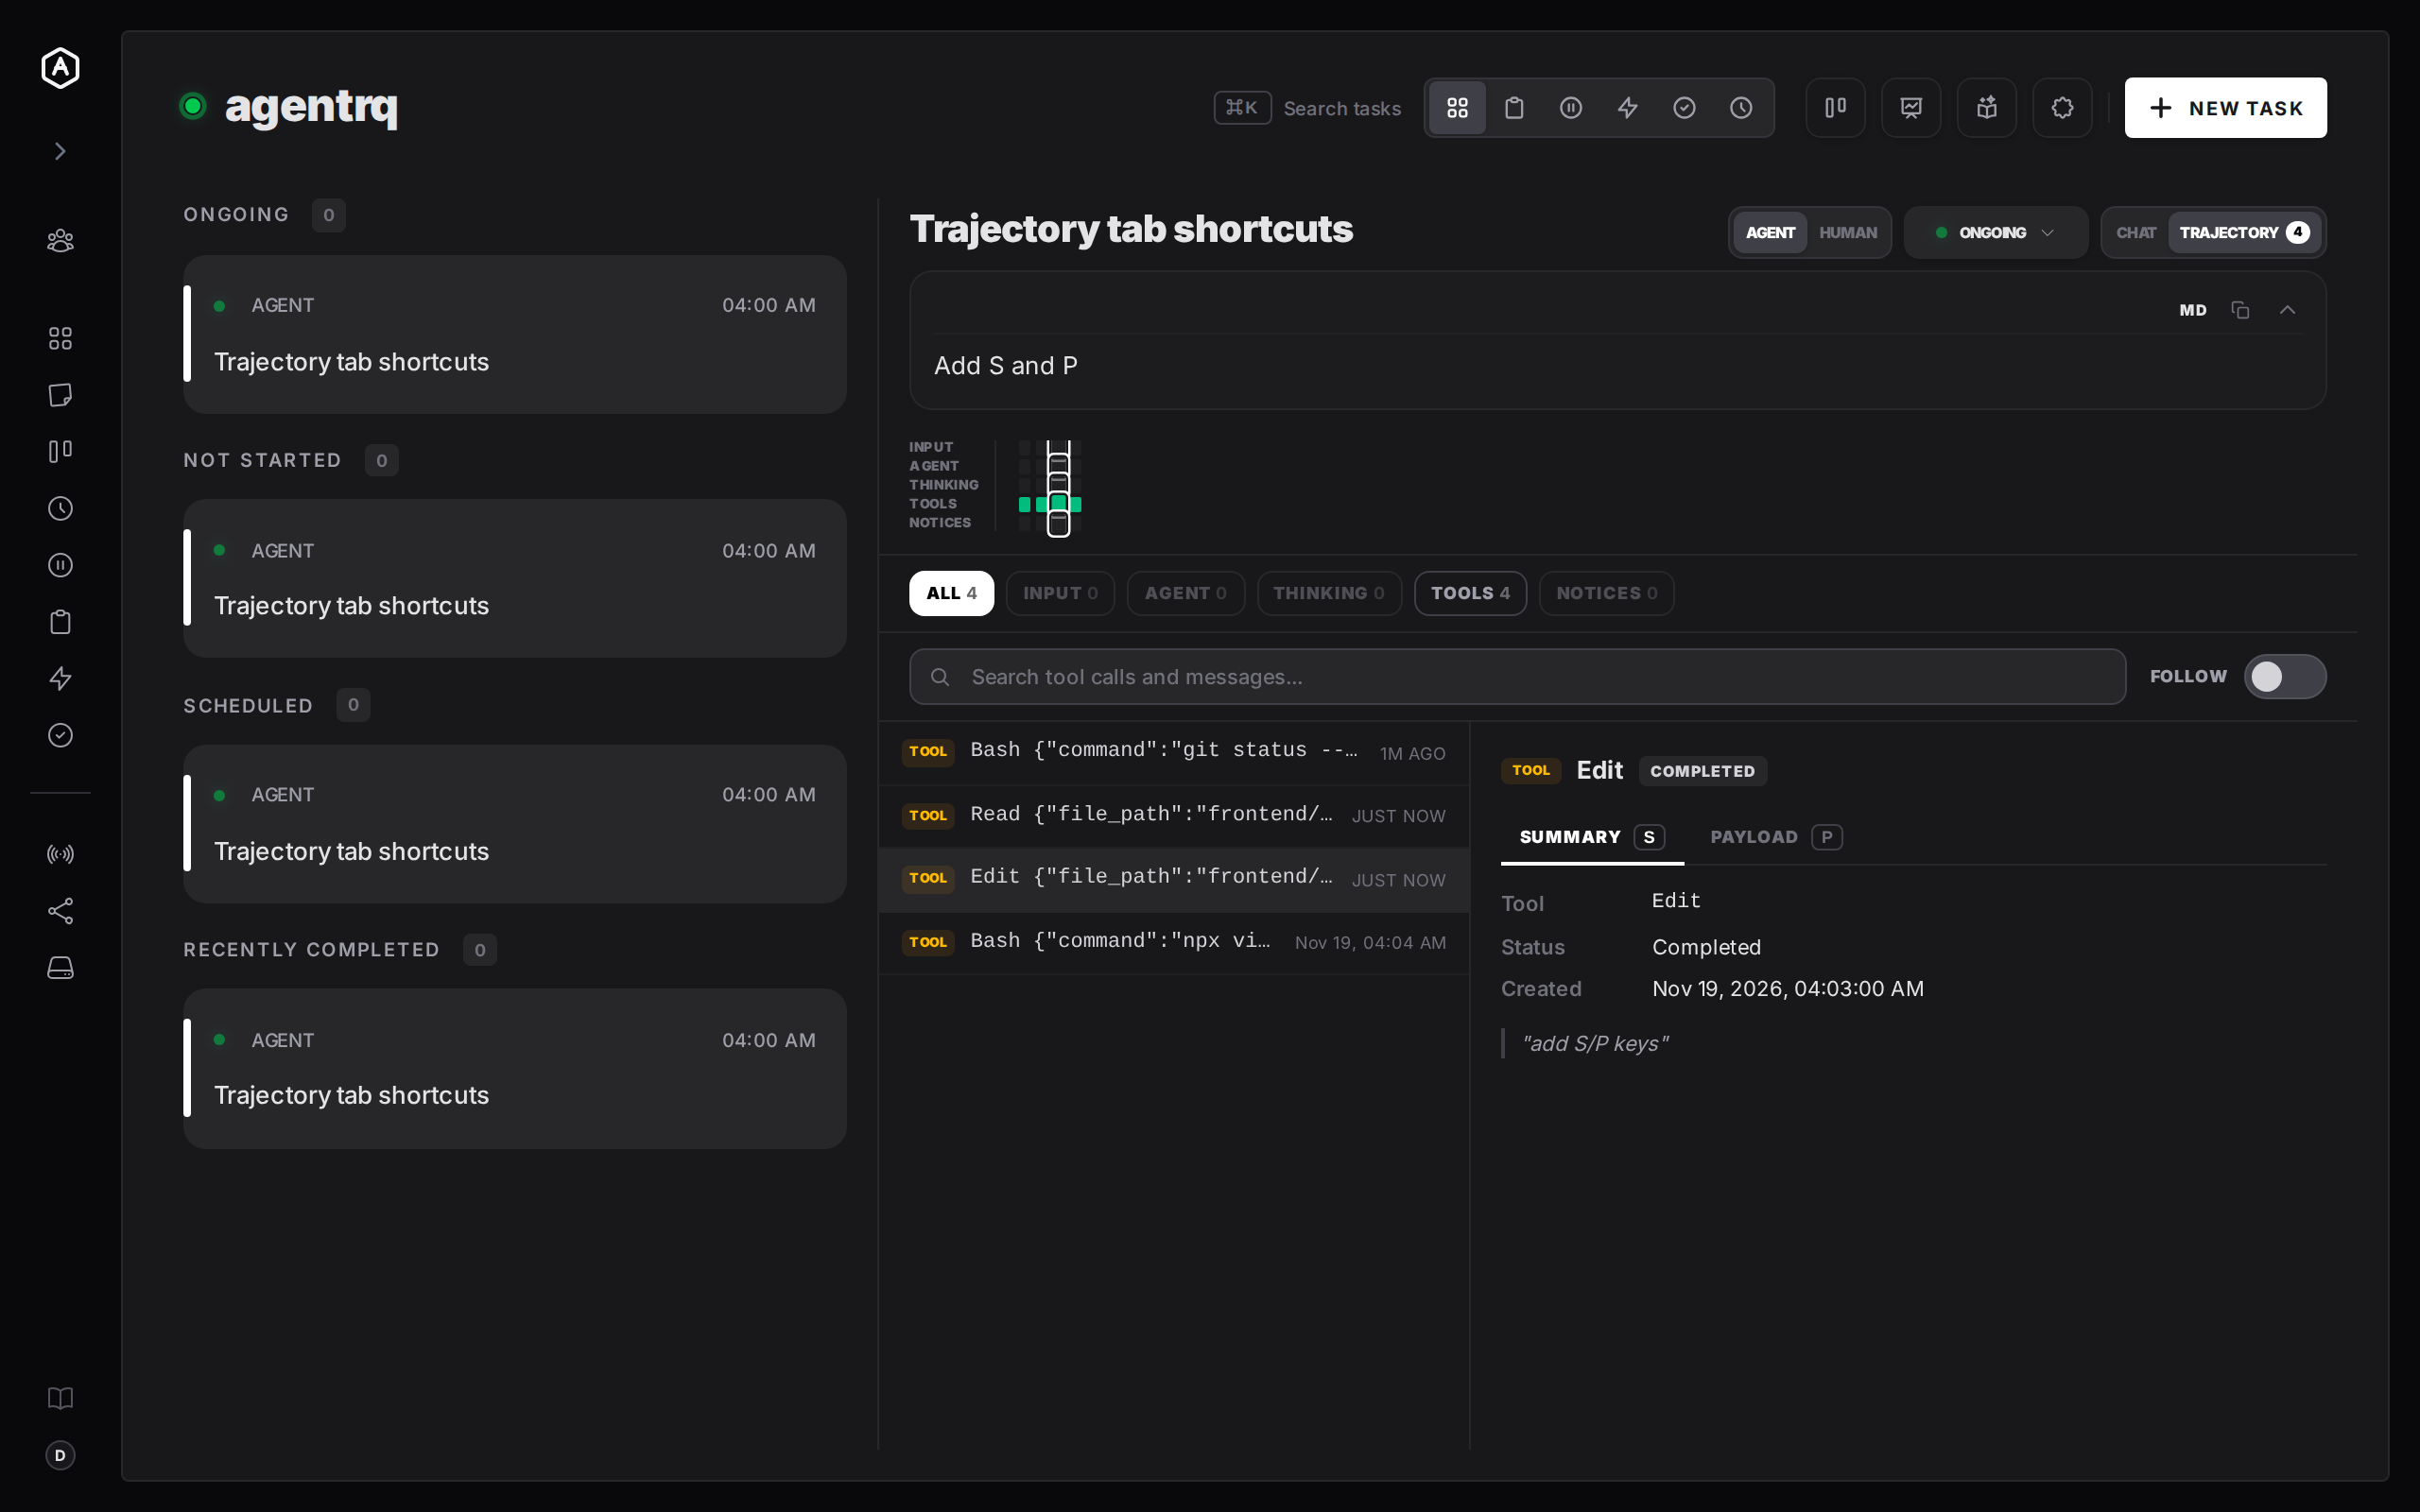 agentrq
⌘K Search tasks
NEW TASK
ONGOING 0
AGENT 04:00 AM
Trajectory tab shortcuts
NOT STARTED 0
AGENT 04:00 AM
Trajectory tab shortcuts
SCHEDULED 0
AGENT 04:00 AM
Trajectory tab shortcuts
RECENTLY COMPLETED 0
AGENT 04:00 AM
Trajectory tab shortcuts
D
Trajectory tab shortcuts
AGENT HUMAN ONGOING CHAT TRAJECTORY 4
MD
Add S and P
INPUT
AGENT
THINKING
TOOLS
NOTICES
ALL 4 INPUT 0 AGENT 0 THINKING 0 TOOLS 4 NOTICES 0
Search tool calls and messages...
FOLLOW
TOOL Bash {"command":"git status --… 1M AGO
TOOL Read {"file_path":"frontend/… JUST NOW
TOOL Edit {"file_path":"frontend/… JUST NOW
TOOL Bash {"command":"npx vi… Nov 19, 04:04 AM
TOOL Edit COMPLETED
SUMMARY S PAYLOAD P
Tool Edit
Status Completed
Created Nov 19, 2026, 04:03:00 AM
"add S/P keys"